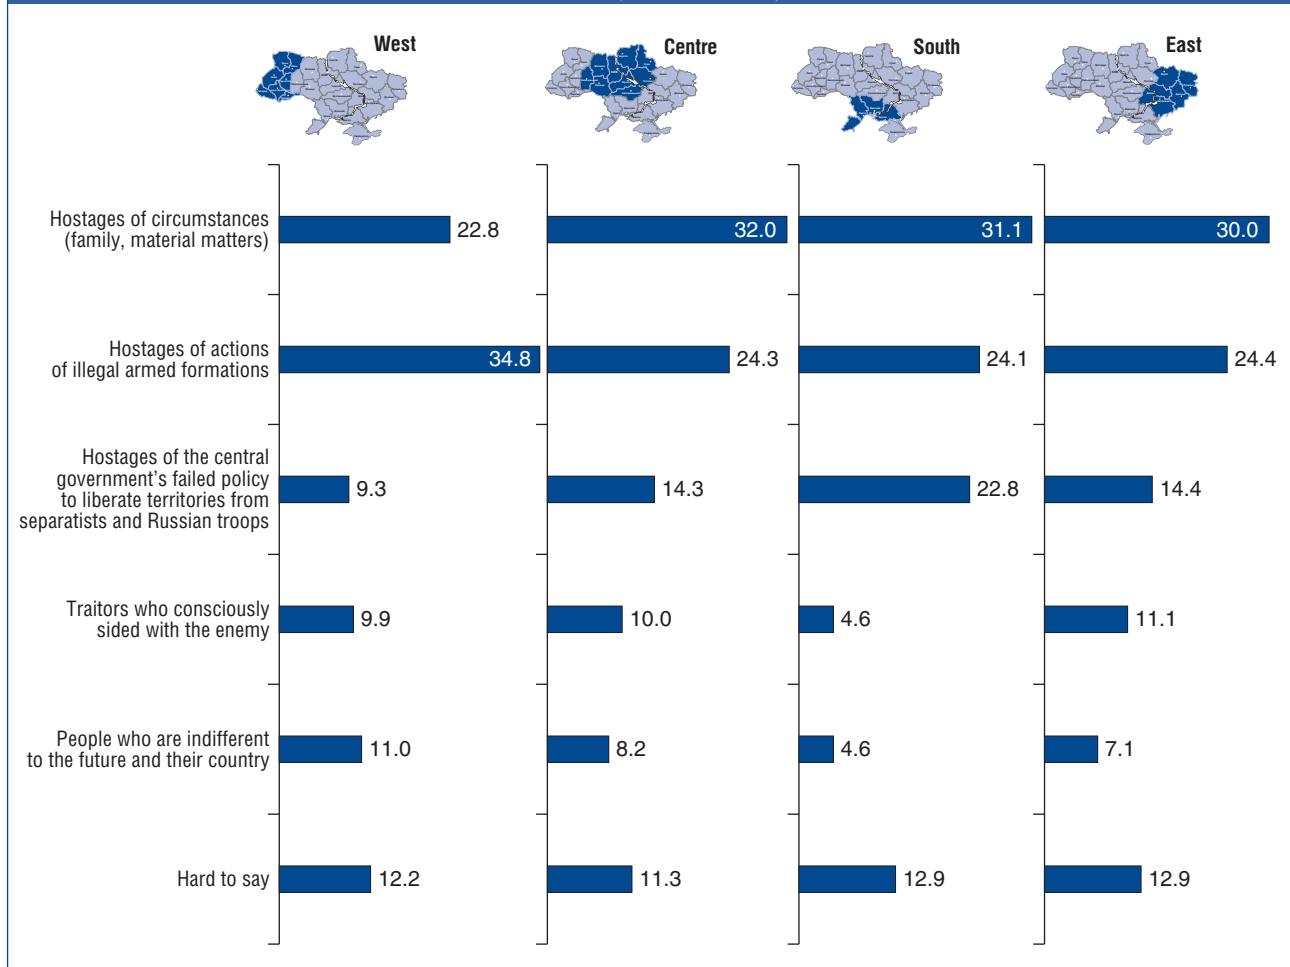 West
Centre
South
East
Hostages of circumstances
(family, material matters)
22.8
32.0
31.1
30.0
Hostages of actions
of illegal armed formations
34.8
24.3
24.1
24.4
Hostages of the central
government’s failed policy
to liberate territories from
separatists and Russian troops
9.3
14.3
22.8
14.4
Traitors who consciously
sided with the enemy
9.9
10.0
4.6
11.1
People who are indifferent
to the future and their country
11.0
8.2
4.6
7.1
Hard to say
12.2
11.3
12.9
12.9